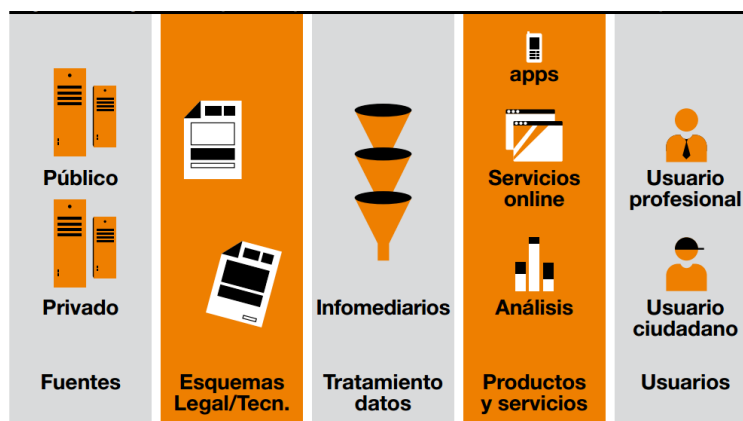 Público
Privado
Fuentes
Esquemas
Legal/Tecn.
Infomediarios
Tratamiento
datos
apps
Servicios
online
Análisis
Productos
y servicios
Usuario
profesional
Usuario
ciudadano
Usuarios